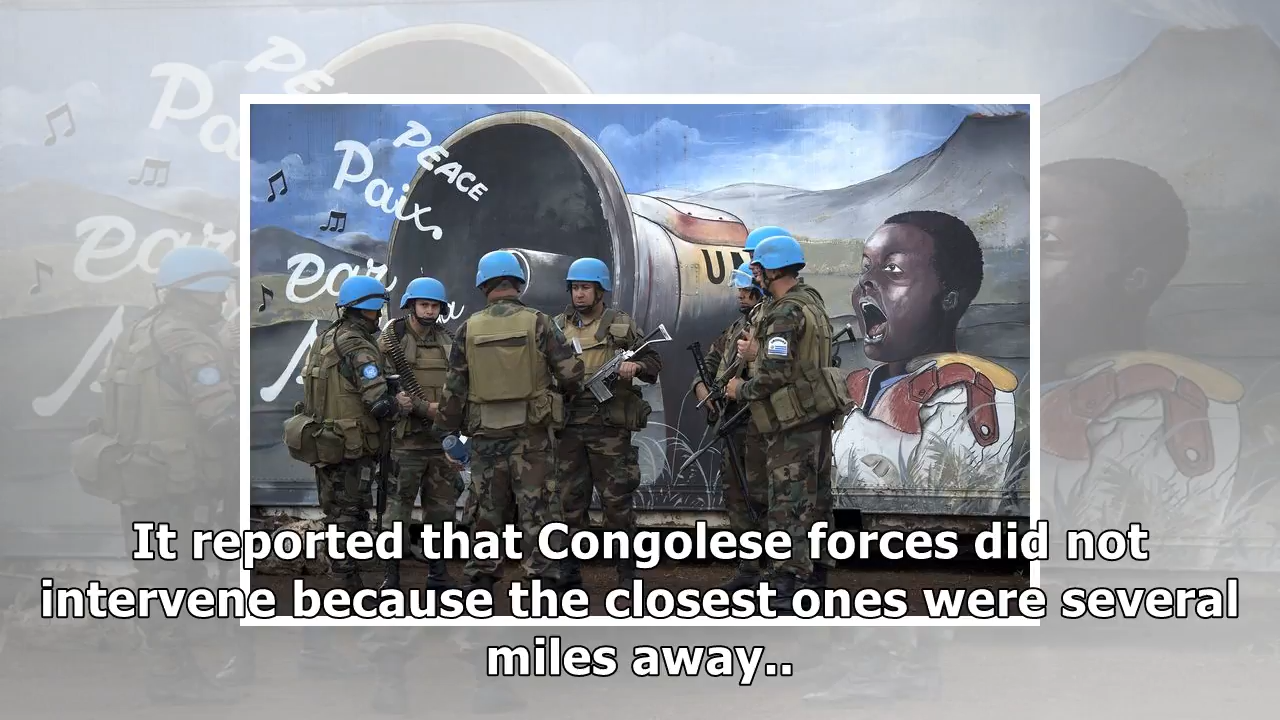 PEACE
Paix
par
UN
It reported that Congolese forces did not
intervene because the closest ones were several
miles away..